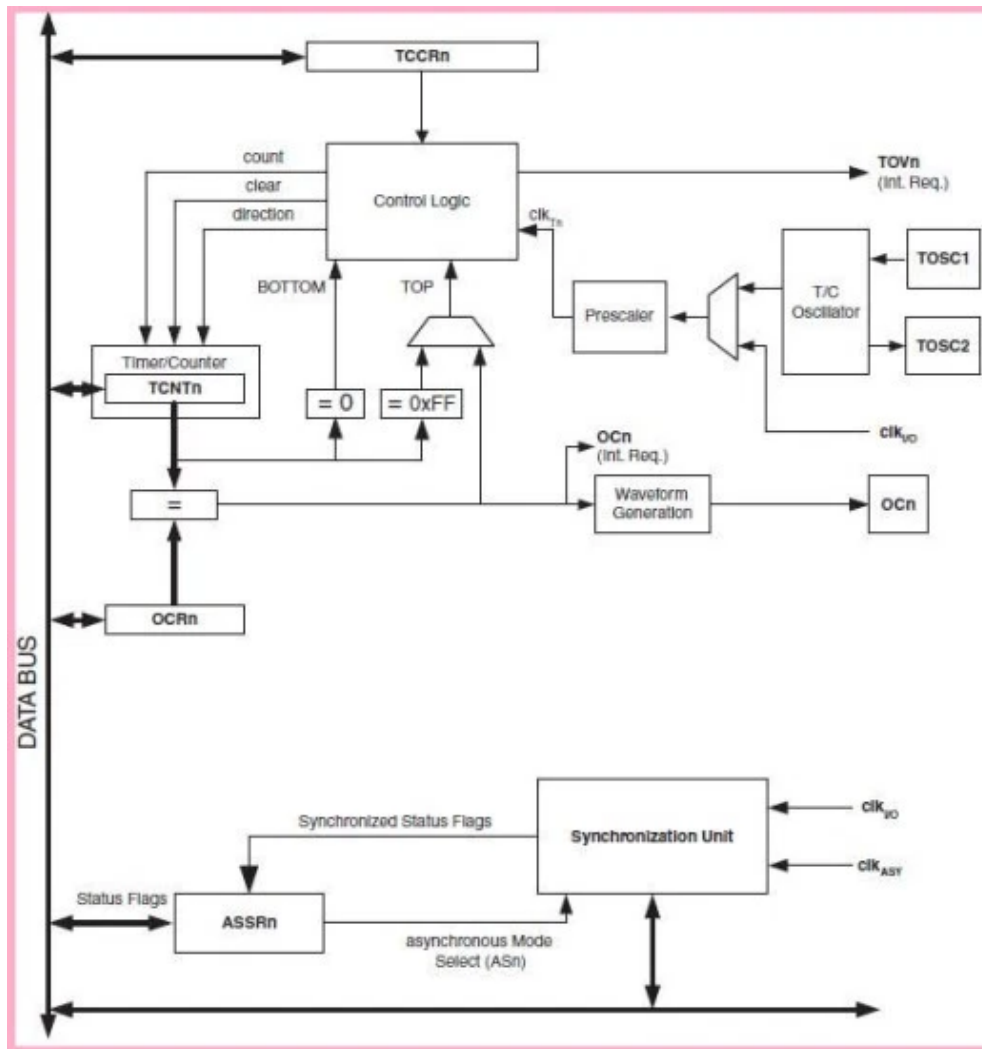 TCCRn
count
clear
direction
Control Logic
TOVn
(Int. Req.)
clkTn
BOTTOM
TOP
Prescaler
T/C
Oscillator
TOSC1
TOSC2
Timer/Counter
TCNTn
= 0
= 0xFF
clkI/O
OCn
(Int. Req.)
=
Waveform
Generation
OCn
OCRn
DATA BUS
Synchronized Status Flags
Synchronization Unit
clkI/O
clkASY
Status Flags
ASSRn
asynchronous Mode
Select (ASn)